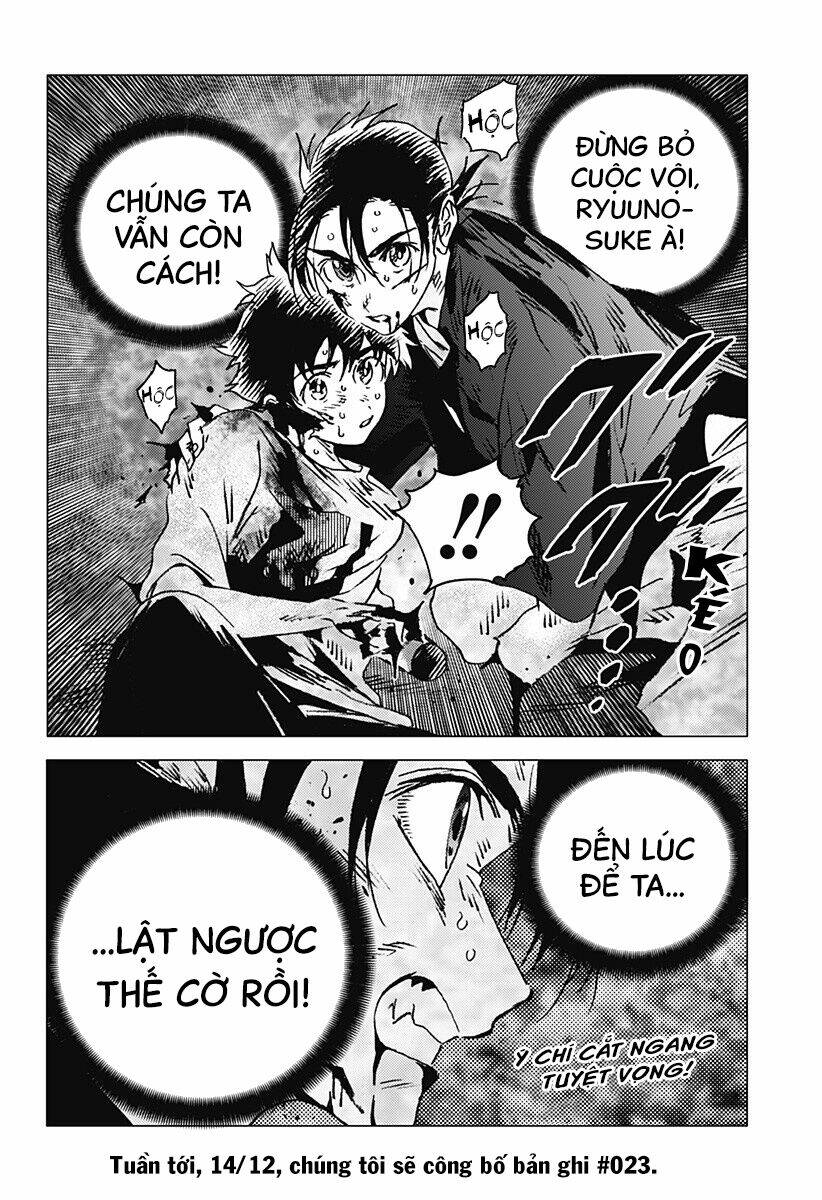 HỘC
ĐỪNG BỎ
CUỘC VỘI,
RYUUNO-
SUKE À!
CHÚNG TA
VẪN CÒN
CÁCH!
HỘC
HỘC
!!
グ
グ
KÉO
ĐẾN LÚC
ĐỂ TA...
...LẬT NGƯỢC
THẾ CỜ RỒI!
Ý CHÍ CẮT NGANG
TUYỆT VỌNG!
Tuần tới, 14/12, chúng tôi sẽ công bố bản ghi #023.